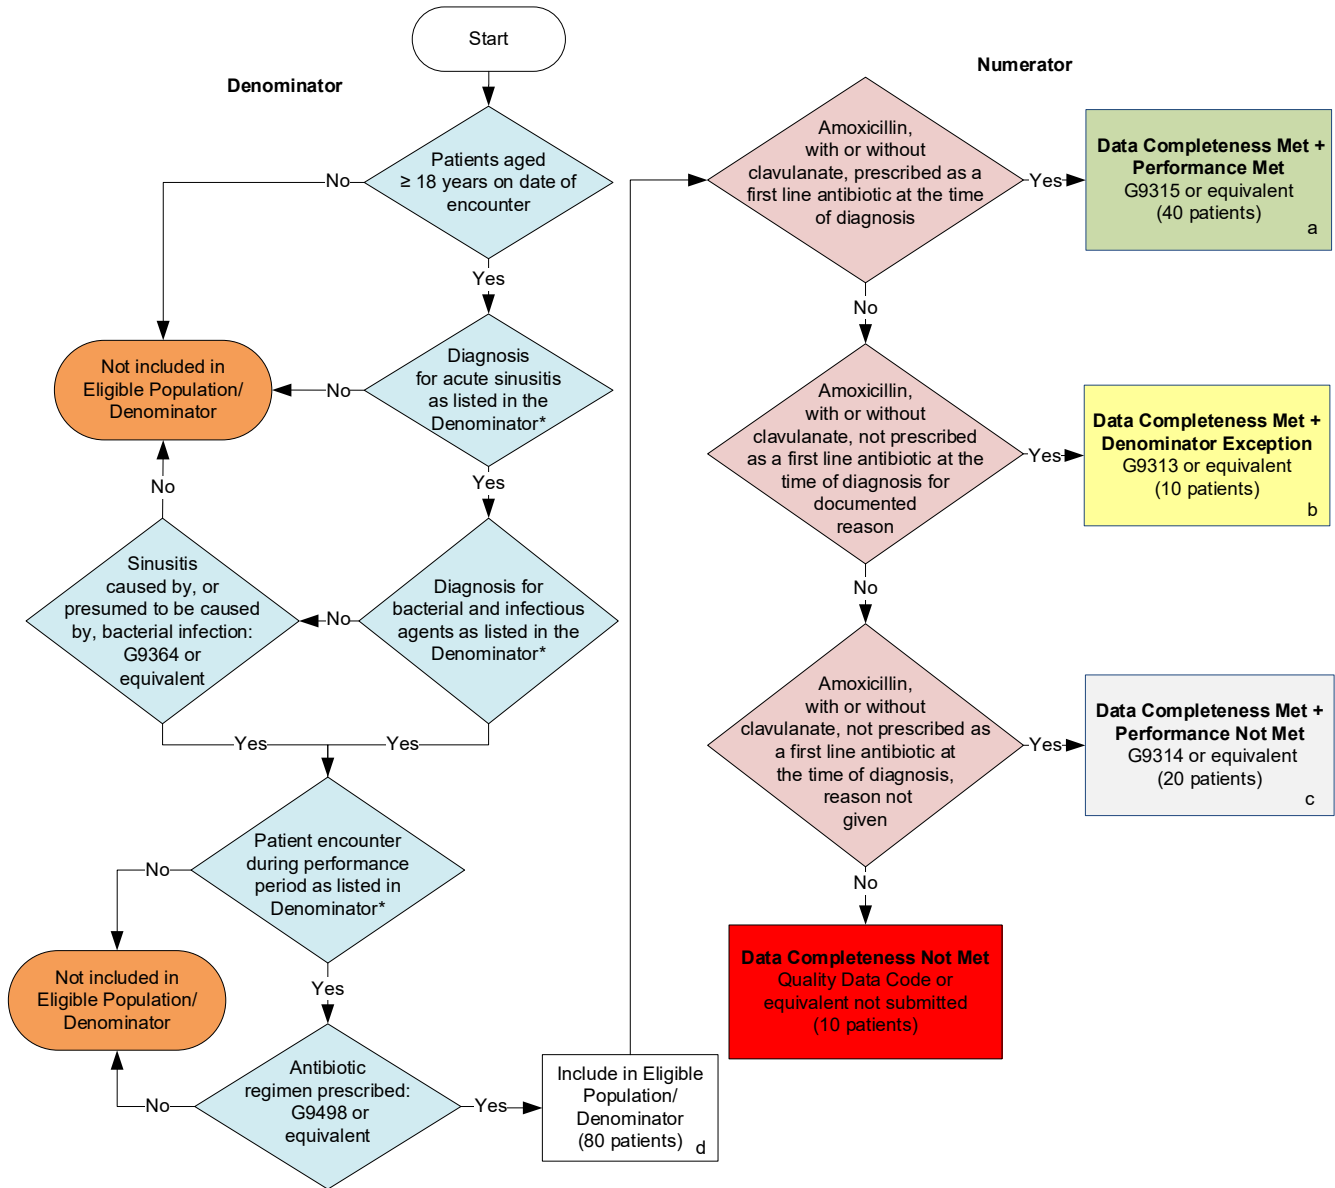 Start
Denominator
Patients aged
≥ 18 years on date of
encounter
No
Yes
Not included in
Eligible Population/
Denominator
No
Diagnosis
for acute sinusitis
as listed in the
Denominator*
No
Yes
Sinusitis
caused by, or
presumed to be caused
by, bacterial infection:
G9364 or
equivalent
No
Diagnosis for
bacterial and infectious
agents as listed in the
Denominator*
Yes
Yes
Patient encounter
during performance
period as listed in
Denominator*
No
Not included in
Eligible Population/
Denominator
Yes
Antibiotic
regimen prescribed:
G9498 or
equivalent
No
Yes
Include in Eligible
Population/
Denominator
(80 patients)
d
Numerator
Amoxicillin,
with or without
clavulanate, prescribed as a
first line antibiotic at the time
of diagnosis
Yes
Data Completeness Met +
Performance Met
G9315 or equivalent
(40 patients)
a
No
Amoxicillin,
with or without
clavulanate, not prescribed
as a first line antibiotic at the
time of diagnosis for
documented
reason
Yes
Data Completeness Met +
Denominator Exception
G9313 or equivalent
(10 patients)
b
No
Amoxicillin,
with or without
clavulanate, not prescribed as
a first line antibiotic at
the time of diagnosis,
reason not
given
Yes
Data Completeness Met +
Performance Not Met
G9314 or equivalent
(20 patients)
c
No
Data Completeness Not Met
Quality Data Code or
equivalent not submitted
(10 patients)